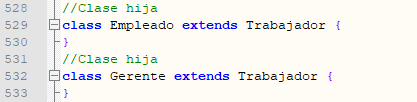 528 //Clase hija
529 class Empleado extends Trabajador {
530 }
531 //Clase hija
532 class Gerente extends Trabajador {
533 }